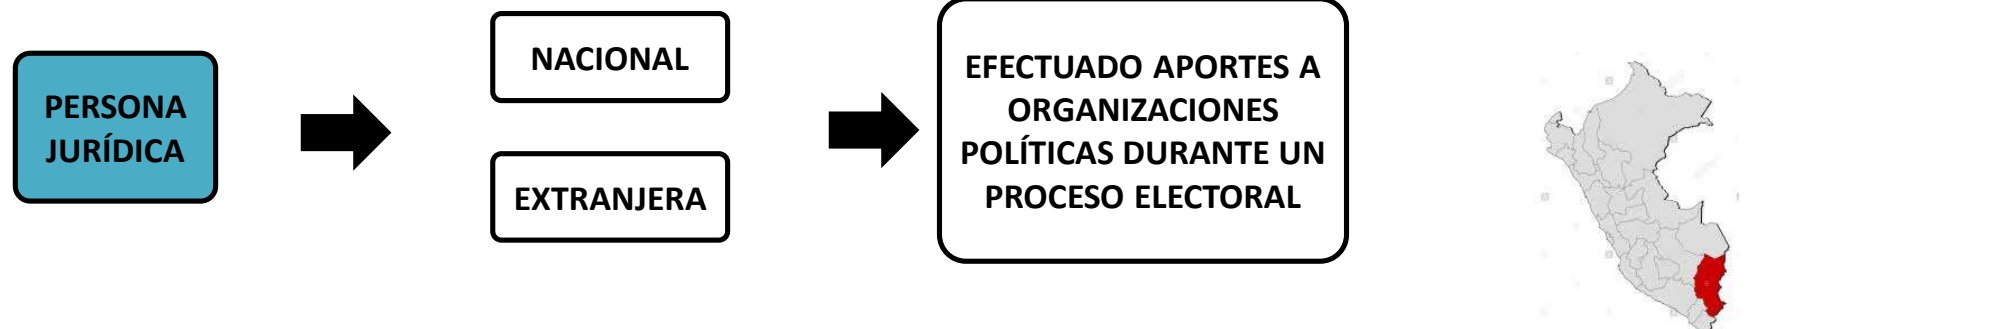 PERSONA
JURÍDICA
NACIONAL
EXTRANJERA
EFECTUADO APORTES A
ORGANIZACIONES
POLÍTICAS DURANTE UN
PROCESO ELECTORAL